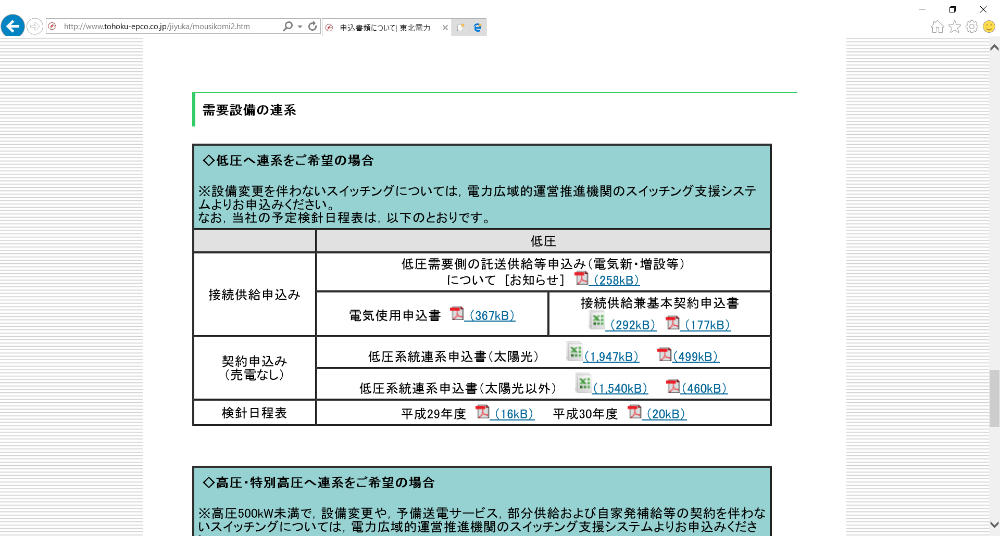 http://www.tohoku-epco.co.jp/jiyuka/mousikomi2.htm
申込書類について| 東北電力
需要設備の連系
◇低圧へ連系をご希望の場合
※設備変更を伴わないスイッチングについては，電力広域的運営推進機関のスイッチング支援システ
ムよりお申込みください。
なお，当社の予定検針日程表は，以下のとおりです。
低圧
接続供給申込み
低圧需要側の託送供給等申込み（電気新・増設等）
について ［お知らせ］ （258kB）
電気使用申込書 （367kB）
接続供給兼基本契約申込書
（292kB） （177kB）
契約申込み
（売電なし）
低圧系統連系申込書（太陽光） （1,947kB） （499kB）
低圧系統連系申込書（太陽光以外） （1,540kB） （460kB）
検針日程表
平成29年度 （16kB） 平成30年度 （20kB）
◇高圧・特別高圧へ連系をご希望の場合
※高圧500kW未満で，設備変更や，予備送電サービス，部分供給および自家発補給等の契約を伴わな
いスイッチングについては，電力広域的運営推進機関のスイッチング支援システムよりお申込みくださ